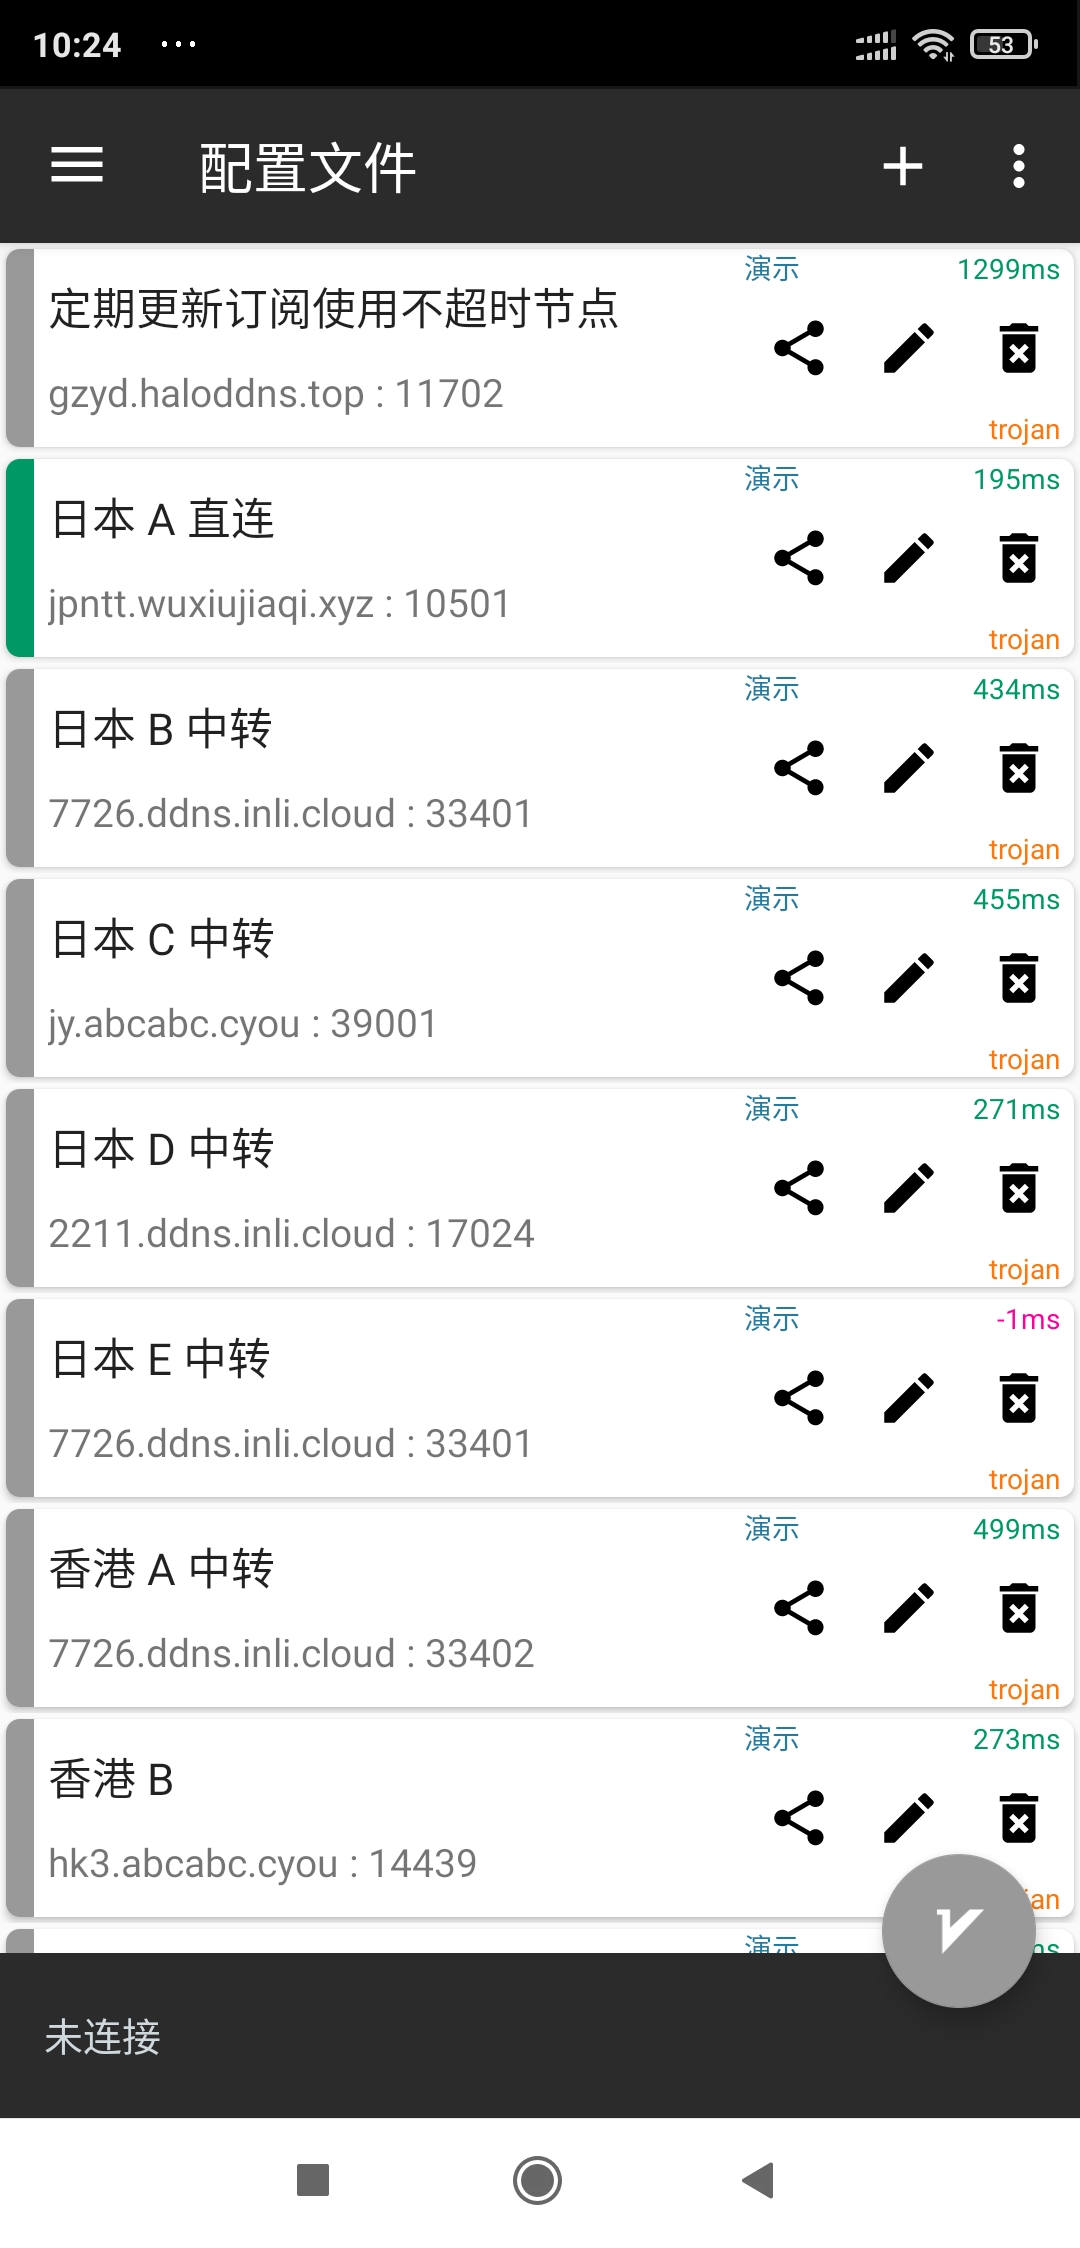 10:24 ... 53
配置文件
演示 1299ms
定期更新订阅使用不超时节点
gzyd.haloddns.top : 11702
trojan
演示 195ms
日本 A 直连
jpntt.wuxiujiaqi.xyz : 10501
trojan
演示 434ms
日本 B 中转
7726.ddns.inli.cloud : 33401
trojan
演示 455ms
日本 C 中转
jy.abcabc.cyou : 39001
trojan
演示 271ms
日本 D 中转
2211.ddns.inli.cloud : 17024
trojan
演示 -1ms
日本 E 中转
7726.ddns.inli.cloud : 33401
trojan
演示 499ms
香港 A 中转
7726.ddns.inli.cloud : 33402
trojan
演示 273ms
香港 B
hk3.abcabc.cyou : 14439
演示
未连接